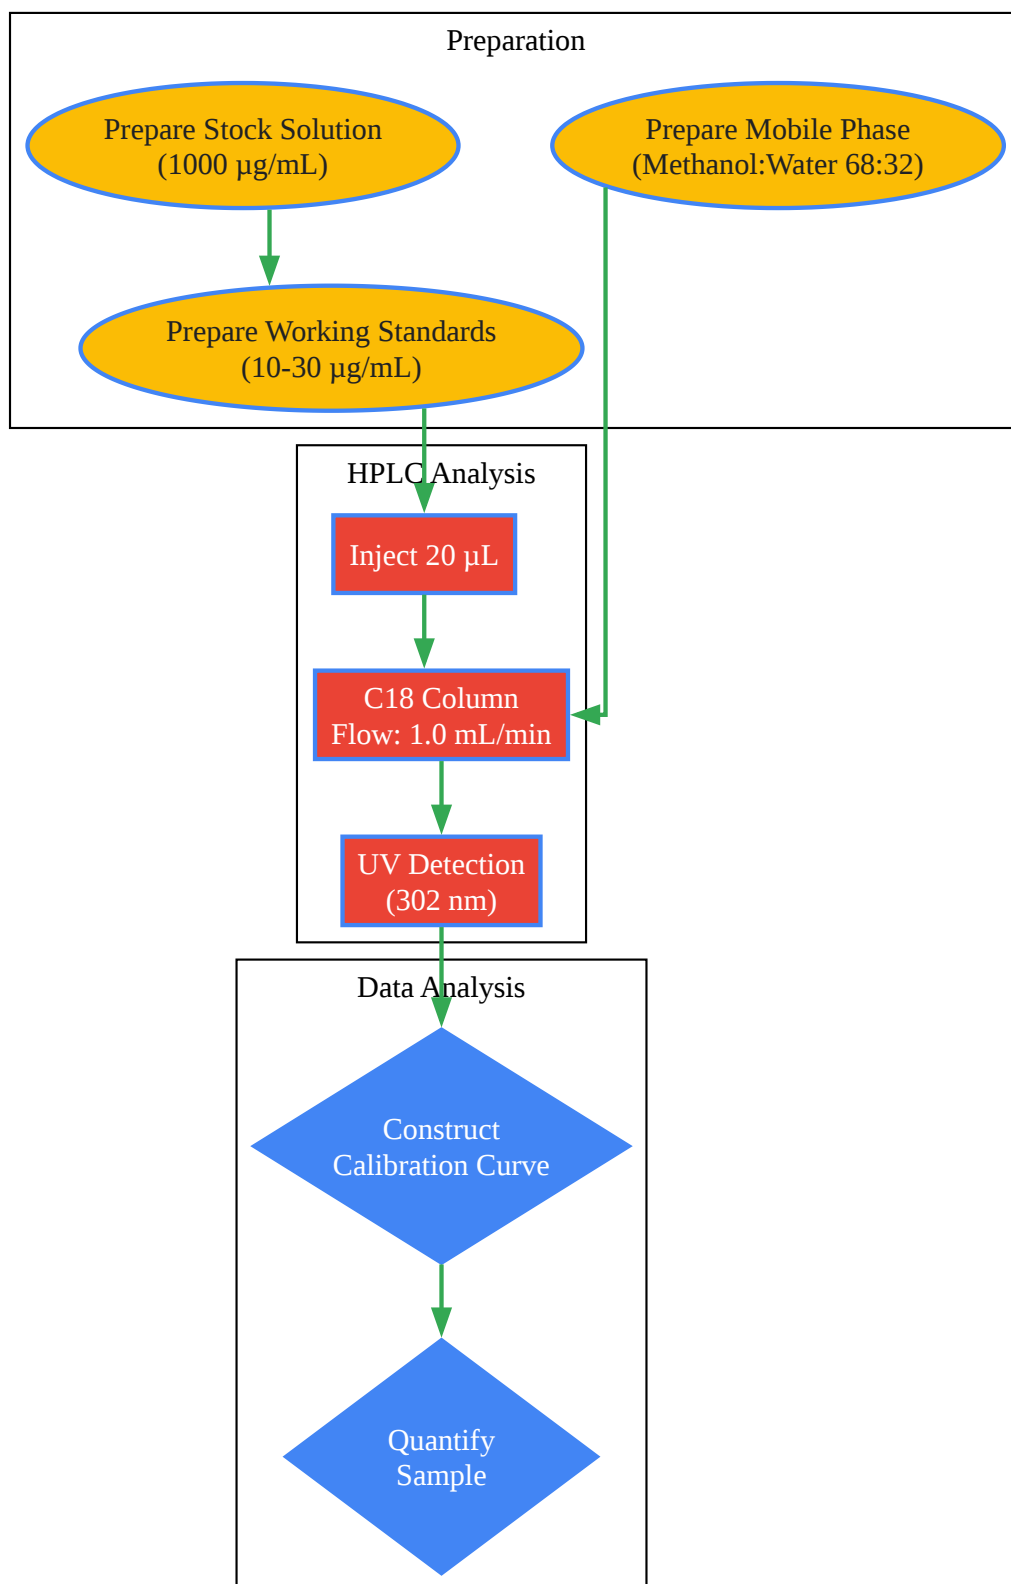 Preparation
Prepare Stock Solution
(1000 µg/mL)
Prepare Mobile Phase
(Methanol:Water 68:32)
Prepare Working Standards
(10-30 µg/mL)
HPLC Analysis
Inject 20 µL
C18 Column
Flow: 1.0 mL/min
UV Detection
(302 nm)
Data Analysis
Construct
Calibration Curve
Quantify
Sample